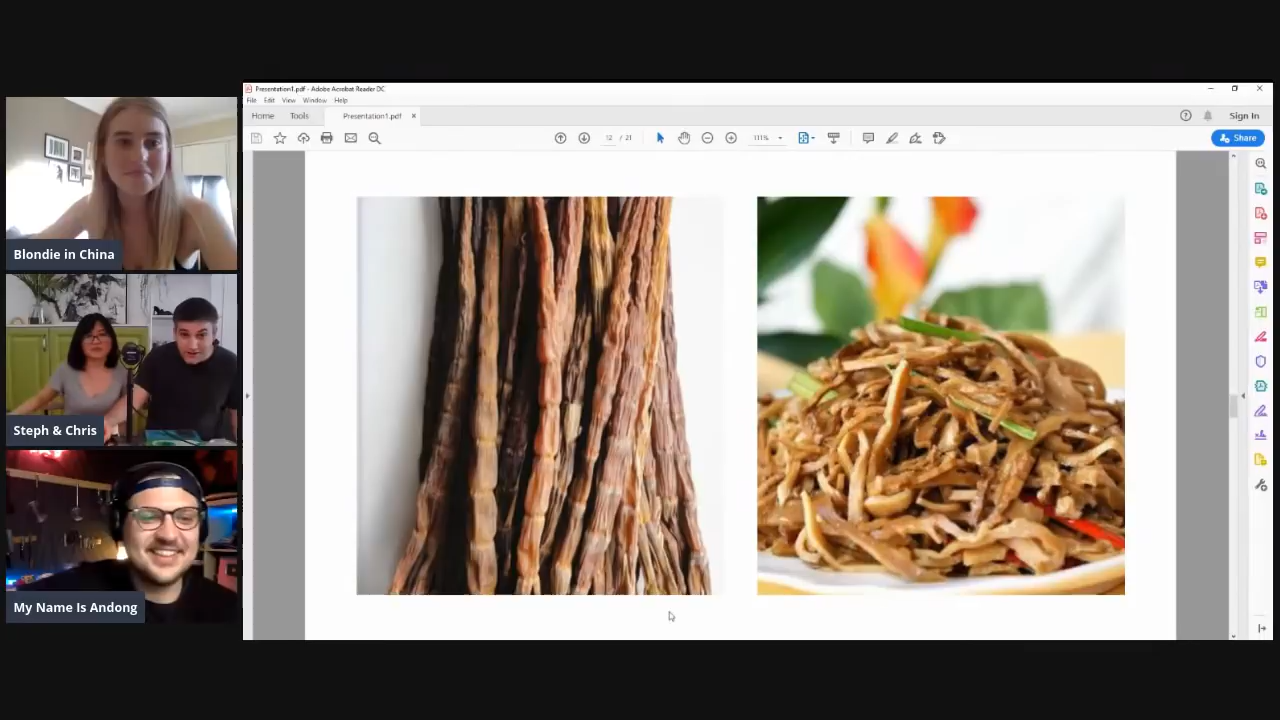 Presentation1.pdf - Adobe Acrobat Reader DC
File Edit View Window Help
Home Tools Presentation1.pdf × Sign In
12 / 21 111% Share
Blondie in China
Steph & Chris
My Name Is Andong